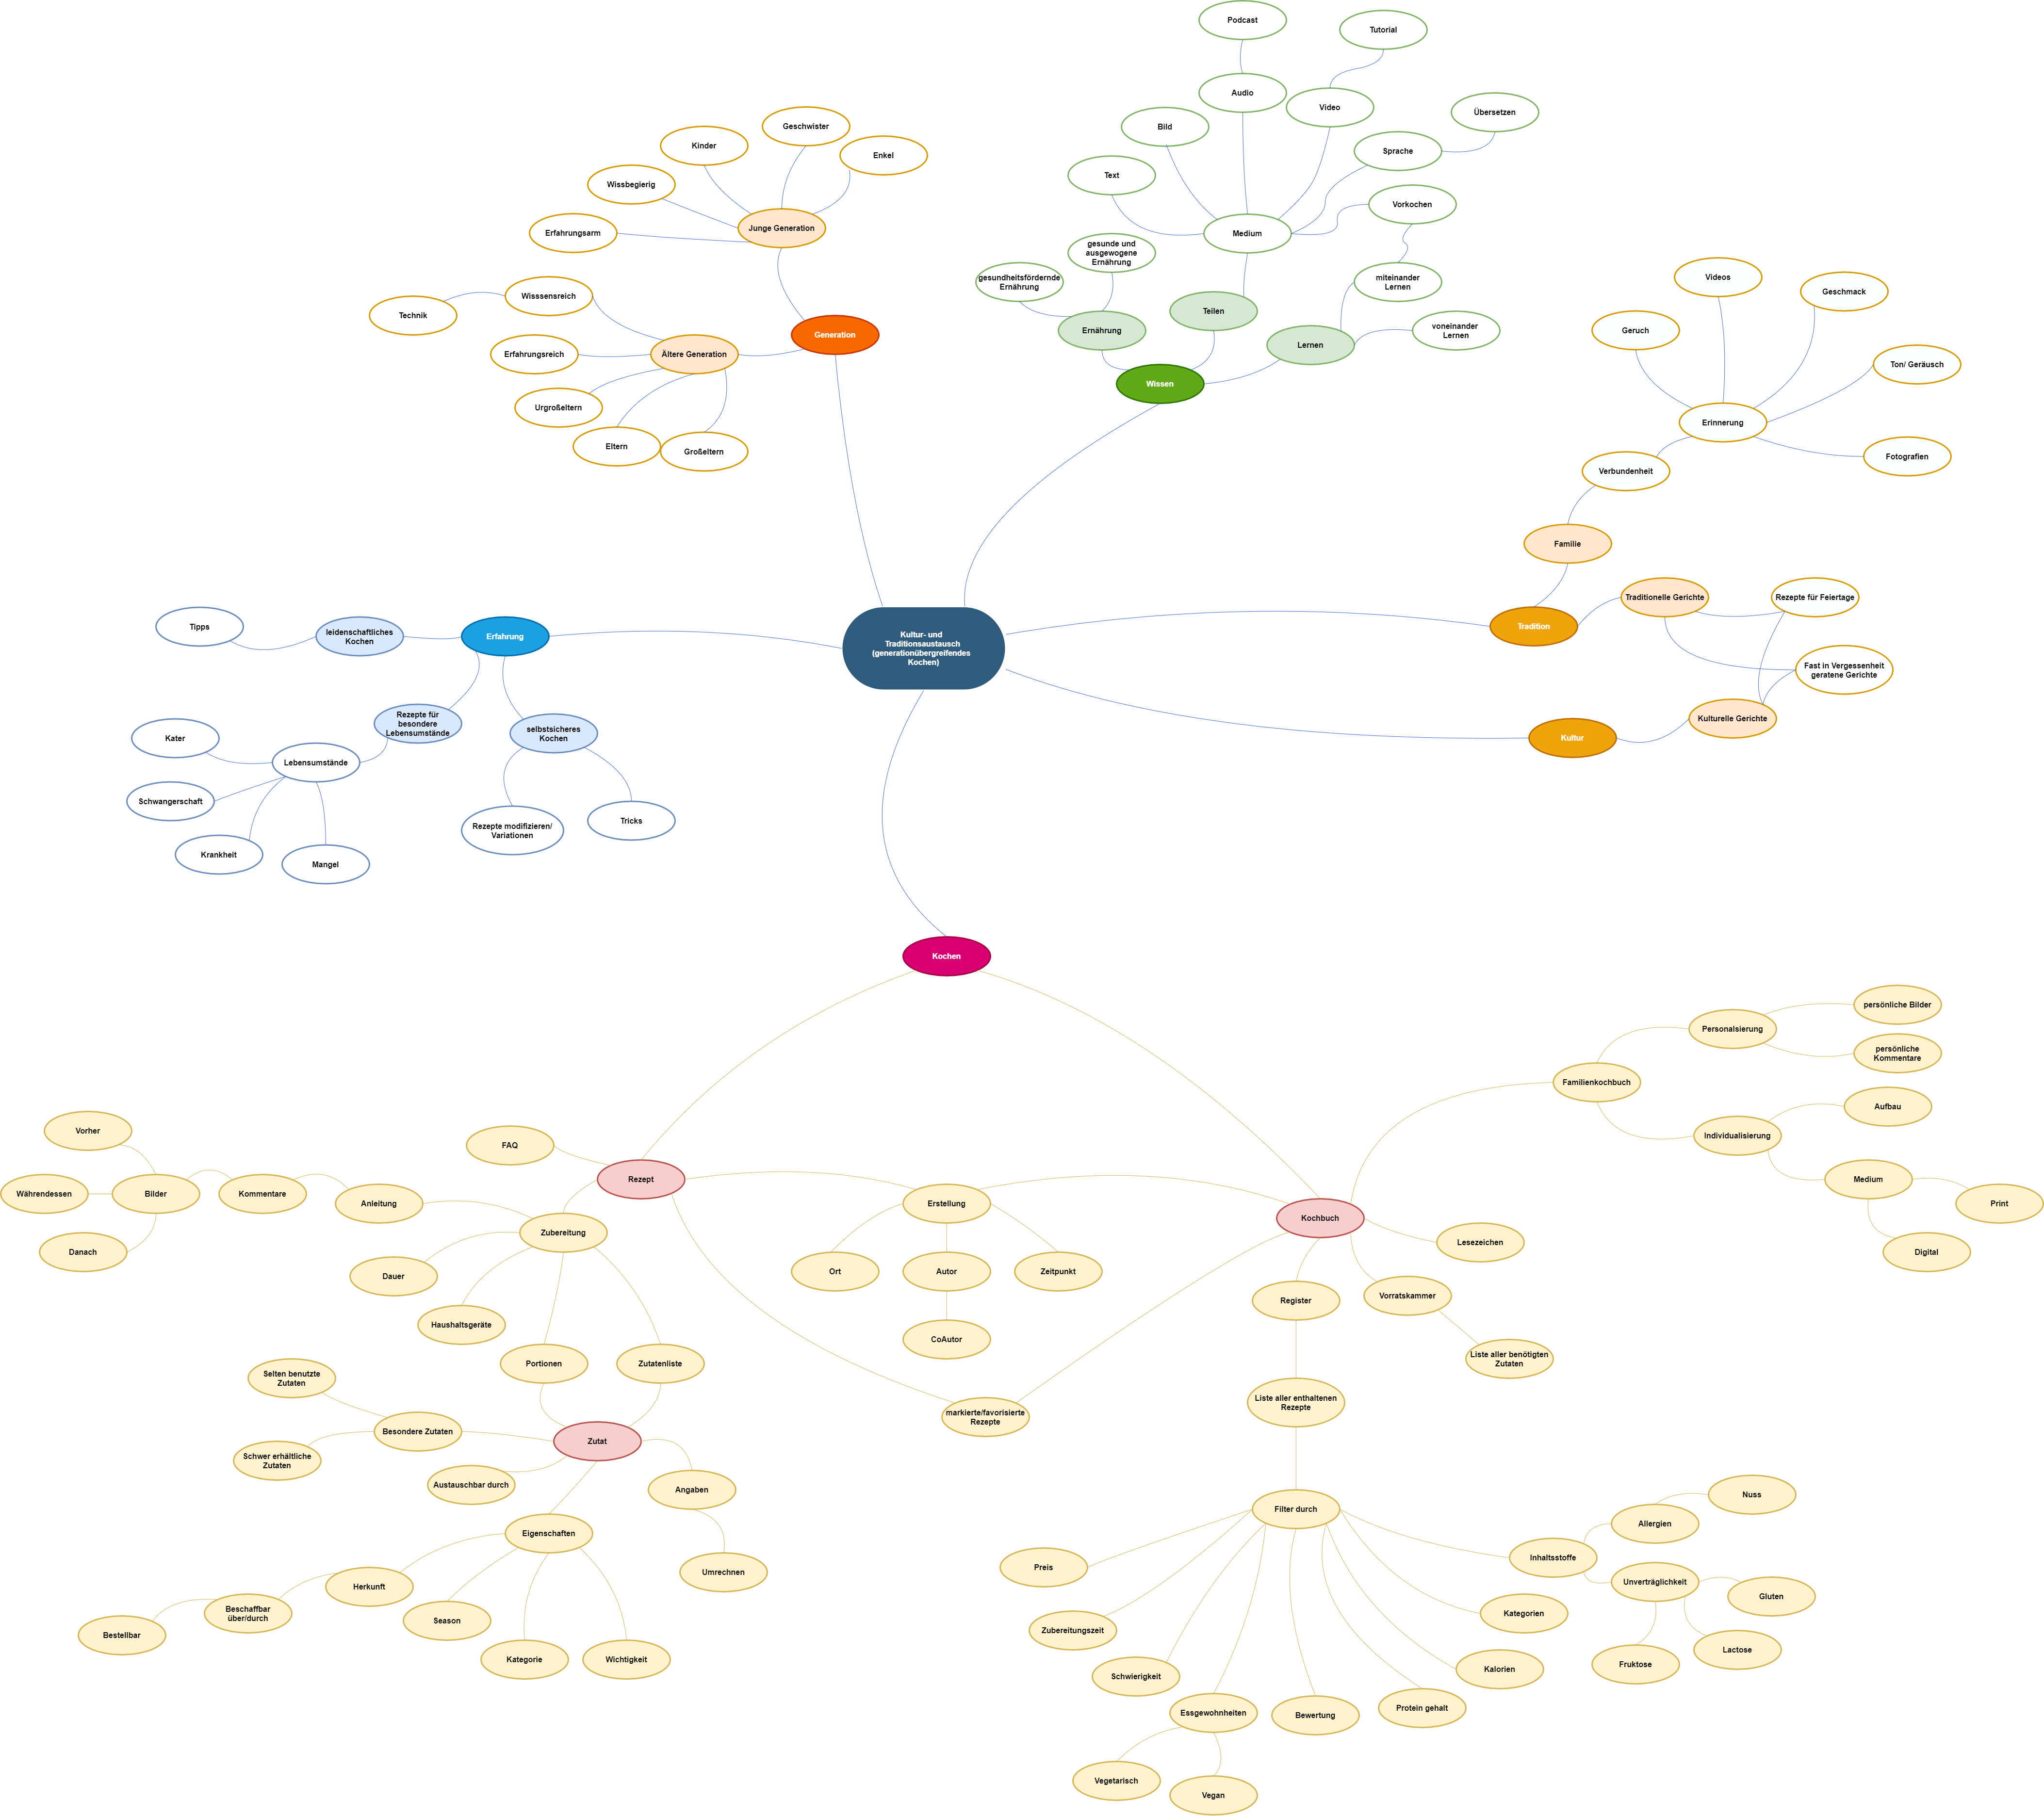 Podcast
Tutorial
Audio
Video
Übersetzen
Bild
Sprache
Text
Vorkochen
Medium
gesunde und
ausgewogene
Ernährung
gesundheitsfördernde
Ernährung
miteinander
Lernen
Teilen
Ernährung
voneinander
Lernen
Lernen
Wissen
Geschwister
Kinder
Enkel
Wissbegierig
Erfahrungsarm
Junge Generation
Wisssensreich
Technik
Generation
Erfahrungsreich
Ältere Generation
Urgroßeltern
Eltern
Großeltern
Videos
Geschmack
Geruch
Ton/ Geräusch
Erinnerung
Fotografien
Verbundenheit
Familie
Traditionelle Gerichte
Rezepte für Feiertage
Tradition
Fast in Vergessenheit
geratene Gerichte
Kulturelle Gerichte
Kultur
Kultur- und
Traditionsaustausch
(generationübergreifendes
Kochen)
Tipps
leidenschaftliches
Kochen
Erfahrung
Rezepte für
besondere
Lebensumstände
selbstsicheres
Kochen
Kater
Lebensumstände
Schwangerschaft
Krankheit
Mangel
Rezepte modifizieren/
Variationen
Tricks
Kochen
persönliche Bilder
Personalsierung
persönliche
Kommentare
Familienkochbuch
Aufbau
Individualisierung
Medium
Print
Digital
Vorher
FAQ
Rezept
Währendessen
Bilder
Kommentare
Anleitung
Erstellung
Kochbuch
Zubereitung
Lesezeichen
Danach
Dauer
Ort
Autor
Zeitpunkt
Register
Vorratskammer
Haushaltsgeräte
CoAutor
Portionen
Zutatenliste
Liste aller benötigten
Zutaten
Selten benutzte
Zutaten
Liste aller enthaltenen
Rezepte
markierte/favorisierte
Rezepte
Besondere Zutaten
Zutat
Schwer erhältliche
Zutaten
Austauschbar durch
Angaben
Filter durch
Nuss
Allergien
Eigenschaften
Inhaltsstoffe
Preis
Umrechnen
Unverträglichkeit
Herkunft
Gluten
Beschaffbar
über/durch
Season
Kategorien
Bestellbar
Zubereitungszeit
Lactose
Kategorie
Wichtigkeit
Fruktose
Kalorien
Schwierigkeit
Protein gehalt
Essgewohnheiten
Bewertung
Vegetarisch
Vegan